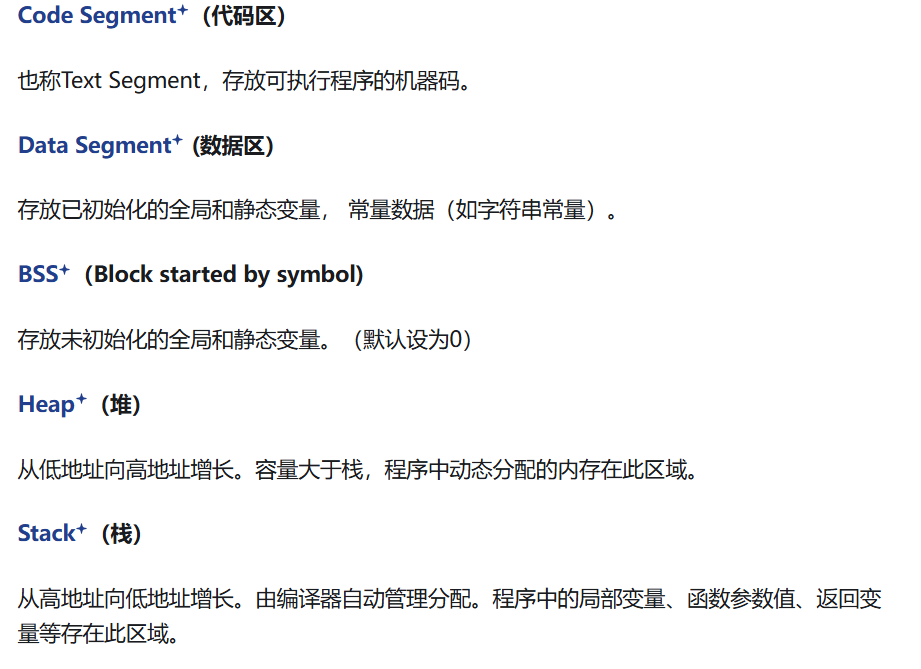 Code Segment（代码区）
也称Text Segment，存放可执行程序的机器码。
Data Segment (数据区）
存放已初始化的全局和静态变量， 常量数据（如字符串常量）。
BSS（Block started by symbol)
存放未初始化的全局和静态变量。（默认设为0）
Heap（堆）
从低地址向高地址增长。容量大于栈，程序中动态分配的内存在此区域。
Stack（栈）
从高地址向低地址增长。由编译器自动管理分配。程序中的局部变量、函数参数值、返回变
量等存在此区域。